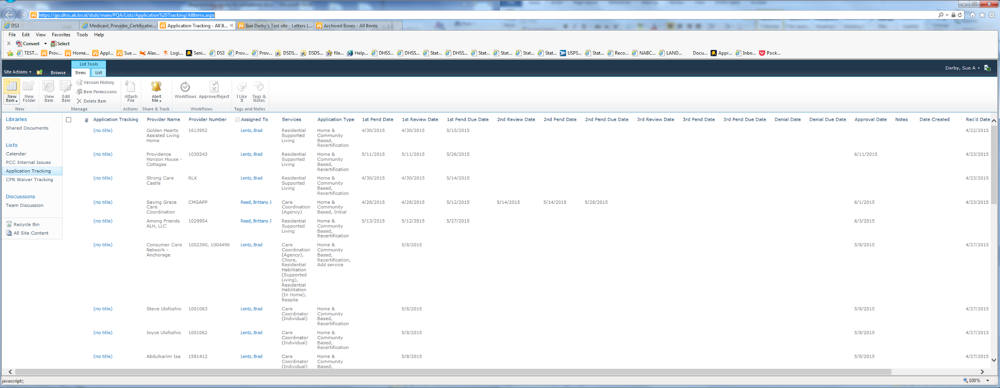 https://go.dhss.ak.local/dsds/main/PQA/Lists/Application%20Tracking/AllItems.aspx
DS3 Medicaid_Provider_Certificatio... Application Tracking - All It... Sue Darby's Test site - Letters L... Archived Boxes - All Items
File Edit View Favorites Tools Help
Convert Select
TEST... Prov... Home... Appl... Sue ... Alas... Logi... Seni... DS3 Prov... Prov... DSDS... DSDS... file... Help... DHSS... DHSS... Stat... DHSS... Stat... Stat... Stat... Stat... USPS... Stat... Reco... NABC... LAND... Docu... Appr... Inbo... Pock...
List Tools
Site Actions Browse Items List Darby, Sue A
New Item New Folder View Item Edit Item Version History Item Permissions Delete Item Attach File Alert Me Workflows Approve/Reject I Like It Tags & Notes
New Manage Actions Share & Track Workflows Tags and Notes
Libraries
Shared Documents
Lists
Calendar
PCC Internal Issues
Application Tracking
CPR Waiver Tracking
Discussions
Team Discussion
Recycle Bin
All Site Content
Application Tracking Provider Name Provider Number Assigned To Services Application Type 1st Pend Date 1st Review Date 1st Pend Due Date 2nd Review Date 2nd Pend Date 2nd Pend Due Date 3rd Review Date 3rd Pend Date 3rd Pend Due Date Denial Date Denial Due Date Approval Date Notes Date Created Rec'd Date
(no title) Golden Hearts Assisted Living Home 1613952 Lentz, Brad Residential Supported Living Home & Community Based, Recertification 4/30/2015 4/30/2015 5/15/2015 4/22/2015
(no title) Providence Horizon House - Cottages 1030243 Lentz, Brad Residential Supported Living Home & Community Based, Recertification 5/11/2015 5/11/2015 5/26/2015 6/11/2015 4/23/2015
(no title) Strong Care Castle RLX Lentz, Brad Residential Supported Living Home & Community Based, Recertification 4/30/2015 4/30/2015 5/14/2015 4/23/2015
(no title) Saving Grace Care Coordination CMGAPP Reed, Brittany J Care Coordination (Agency) Home & Community Based, Initial 4/28/2015 4/28/2015 5/12/2015 5/14/2015 5/14/2015 5/28/2015 6/1/2015 4/23/2015
(no title) Among Friends ALH, LLC 1029954 Reed, Brittany J Residential Supported Living Home & Community Based, Recertification 5/13/2015 5/12/2015 5/27/2015 6/3/2015 4/27/2015
(no title) Consumer Care Network - Anchorage 1002390, 1004496 Lentz, Brad Care Coordination (Agency), Chore, Residential Habilitation (Supported Living), Residential Habilitation (In Home), Respite Home & Community Based, Recertification, Add service 5/8/2015 5/8/2015 4/27/2015
(no title) Steve Ulofoshio 1001063 Lentz, Brad Care Coordinator (Individual) Home & Community Based, Recertification 5/8/2015 5/8/2015 4/27/2015
(no title) Joyce Ulofoshio 1001062 Lentz, Brad Care Coordinator (Individual) Home & Community Based, Recertification 5/8/2015 5/8/2015 4/27/2015
(no title) Abdulkarim Isa 1581412 Lentz, Brad Care Coordinator (Individual) Home & Community Based, 5/8/2015 5/8/2015 4/27/2015
javascript:; 100%